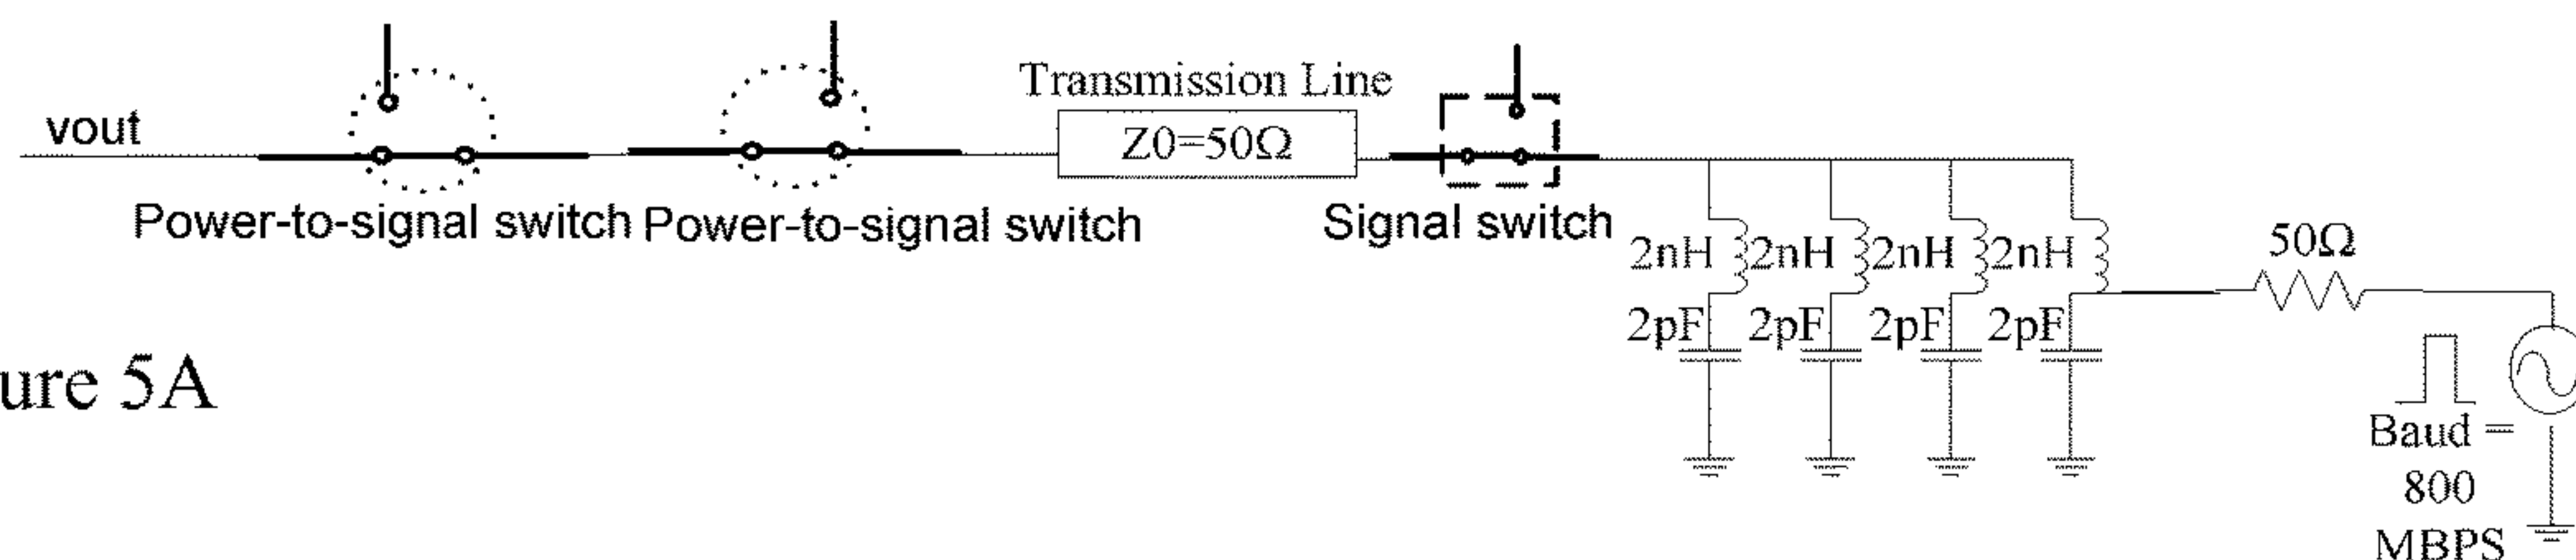 Transmission Line
vout
Z0=50Ω
Power-to-signal switch
Power-to-signal switch
Signal switch
2nH
2nH
2nH
2nH
50Ω
2pF
2pF
2pF
2pF
ure 5A
Baud =
800
MBPS